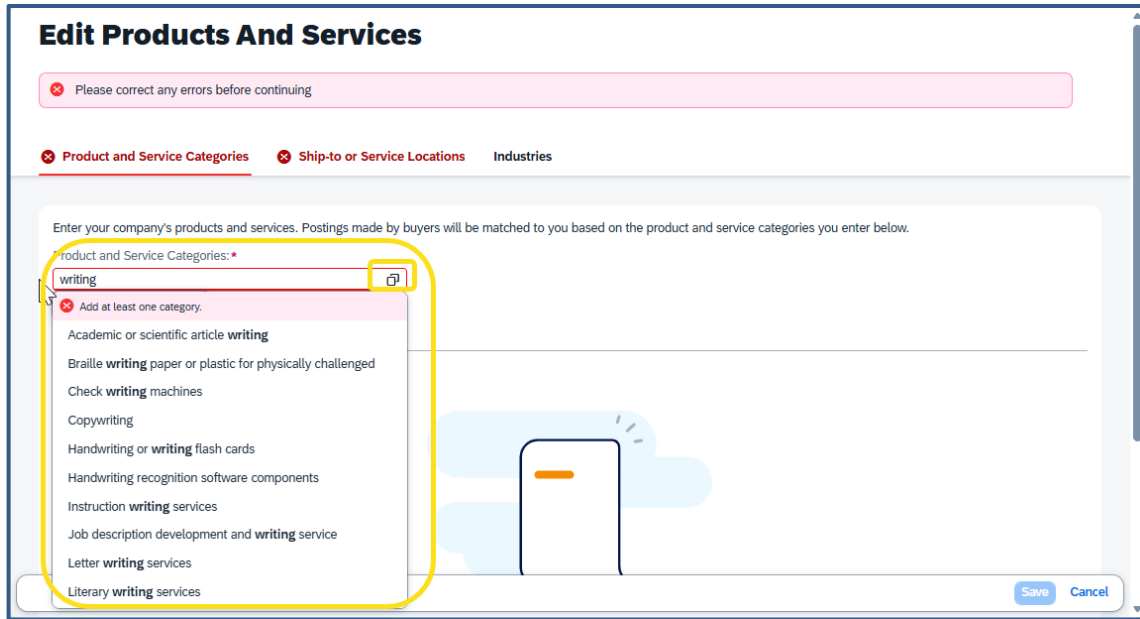 Edit Products And Services
Please correct any errors before continuing
Product and Service Categories Ship-to or Service Locations Industries
Enter your company's products and services. Postings made by buyers will be matched to you based on the product and service categories you enter below.
Product and Service Categories:*
writing
Add at least one category.
Academic or scientific article writing
Braille writing paper or plastic for physically challenged
Check writing machines
Copywriting
Handwriting or writing flash cards
Handwriting recognition software components
Instruction writing services
Job description development and writing service
Letter writing services
Literary writing services
Save Cancel